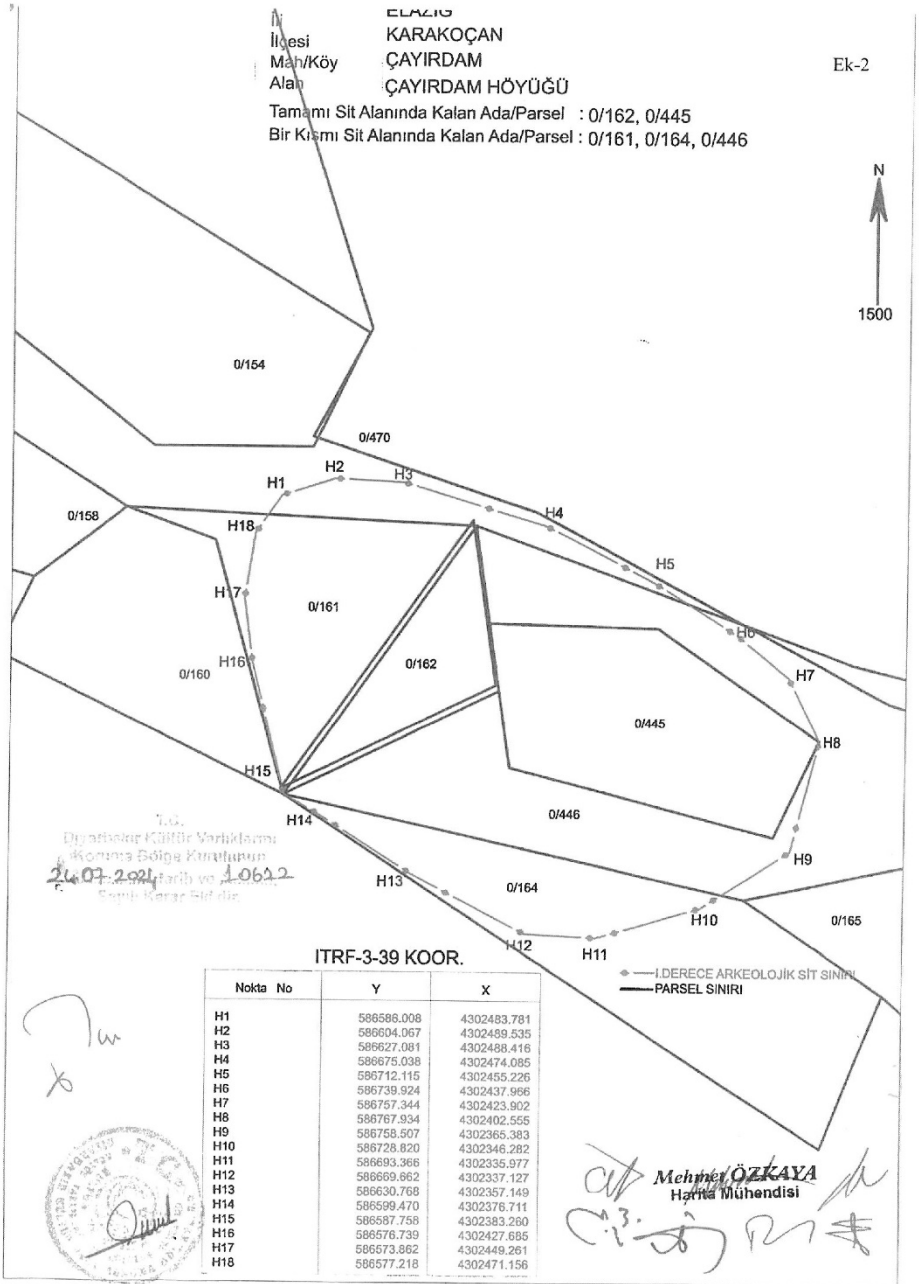 İli ELAZIĞ
İlçesi KARAKOÇAN
Mah/Köy ÇAYIRDAM
Alan ÇAYIRDAM HÖYÜĞÜ
Ek-2
Tamamı Sit Alanında Kalan Ada/Parsel : 0/162, 0/445
Bir Kısmı Sit Alanında Kalan Ada/Parsel : 0/161, 0/164, 0/446
N
1500
0/154
0/470
H1
H2
H3
0/158
H18
H4
H5
H17
0/161
H6
H16
0/160
0/162
H7
0/445
H8
H15
0/446
H14
H9
T.C.
Diyarbakır Kültür Varlıklarını
Koruma Bölge Kurulunun
24.07.2024 tarih ve 10622
Sayılı Karar Ekidir.
H13
0/164
H10
0/165
H12
H11
I.DERECE ARKEOLOJİK SİT SINIRI
PARSEL SINIRI
ITRF-3-39 KOOR.
Nokta No Y X
H1 586586.008 4302483.781
H2 586604.067 4302489.535
H3 586627.081 4302488.416
H4 586675.038 4302474.085
H5 586712.115 4302455.226
H6 586739.924 4302437.966
H7 586757.344 4302423.902
H8 586767.934 4302402.555
H9 586758.507 4302365.383
H10 586728.820 4302346.282
H11 586693.366 4302335.977
H12 586669.662 4302337.127
H13 586630.768 4302357.149
H14 586599.470 4302376.711
H15 586587.758 4302383.260
H16 586576.739 4302427.685
H17 586573.862 4302449.261
H18 586577.218 4302471.156
Mehmet ÖZKAYA
Harita Mühendisi